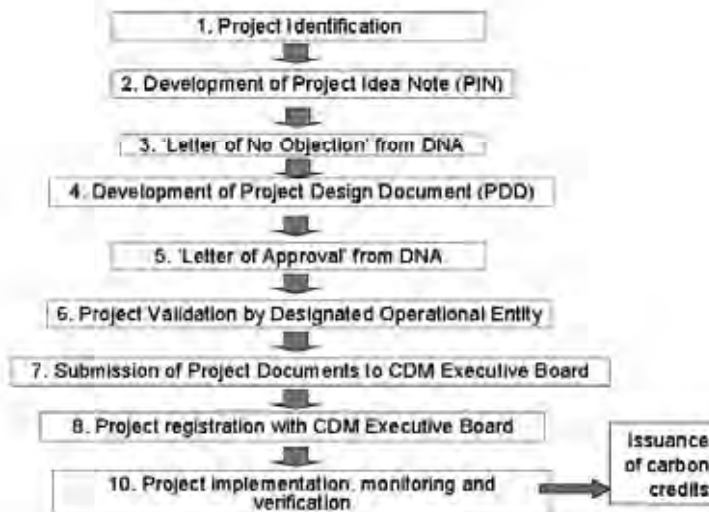 1. Project Identification
2. Development of Project Idea Note (PIN)
3. 'Letter of No Objection' from DNA
4. Development of Project Design Document (PDD)
5. 'Letter of Approval' from DNA
6. Project Validation by Designated Operational Entity
7. Submission of Project Documents to CDM Executive Board
8. Project registration with CDM Executive Board
10. Project implementation, monitoring and
verification
Issuance
of carbon
credits